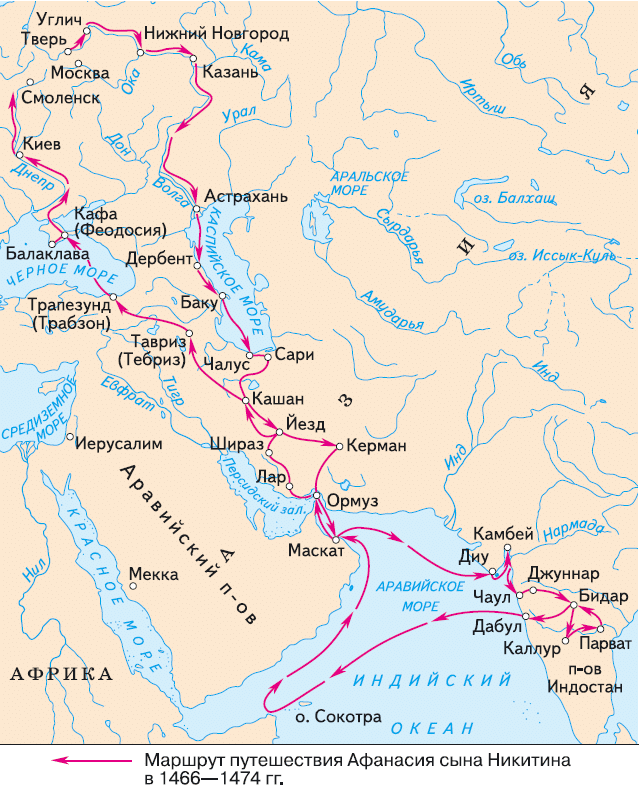 Углич
Тверь
Нижний Новгород
Москва
Ока
Казань
Кама
Обь
Иртыш
Я
Смоленск
Урал
Киев
Дон
Днепр
Волга
АРАЛЬСКОЕ
МОРЕ
оз. Балхаш
Астрахань
Сырдарья
И
оз. Иссык-Куль
Кафа
(Феодосия)
Балаклава
КАСПИЙСКОЕ МОРЕ
Дербент
ЧЕРНОЕ МОРЕ
Баку
Амударья
Трапезунд
(Трабзон)
Тавриз
(Тебриз)
Чалус
Сари
Инд
Евфрат
Тигр
З
Кашан
СРЕДИЗЕМНОЕ
МОРЕ
Иерусалим
Йезд
Шираз
Керман
Инд
Лар
Персидский зал.
Ормуз
Аравийский п-ов
А
Маскат
Камбей
Нармада
КРАСНОЕ МОРЕ
Нил
Мекка
Диу
Джуннар
АРАВИЙСКОЕ
МОРЕ
Чаул
Бидар
Дабул
Каллур
Парват
АФРИКА
п-ов
Индостан
ИНДИЙСКИЙ
о. Сокотра
ОКЕАН
Маршрут путешествия Афанасия сына Никитина
в 1466—1474 гг.